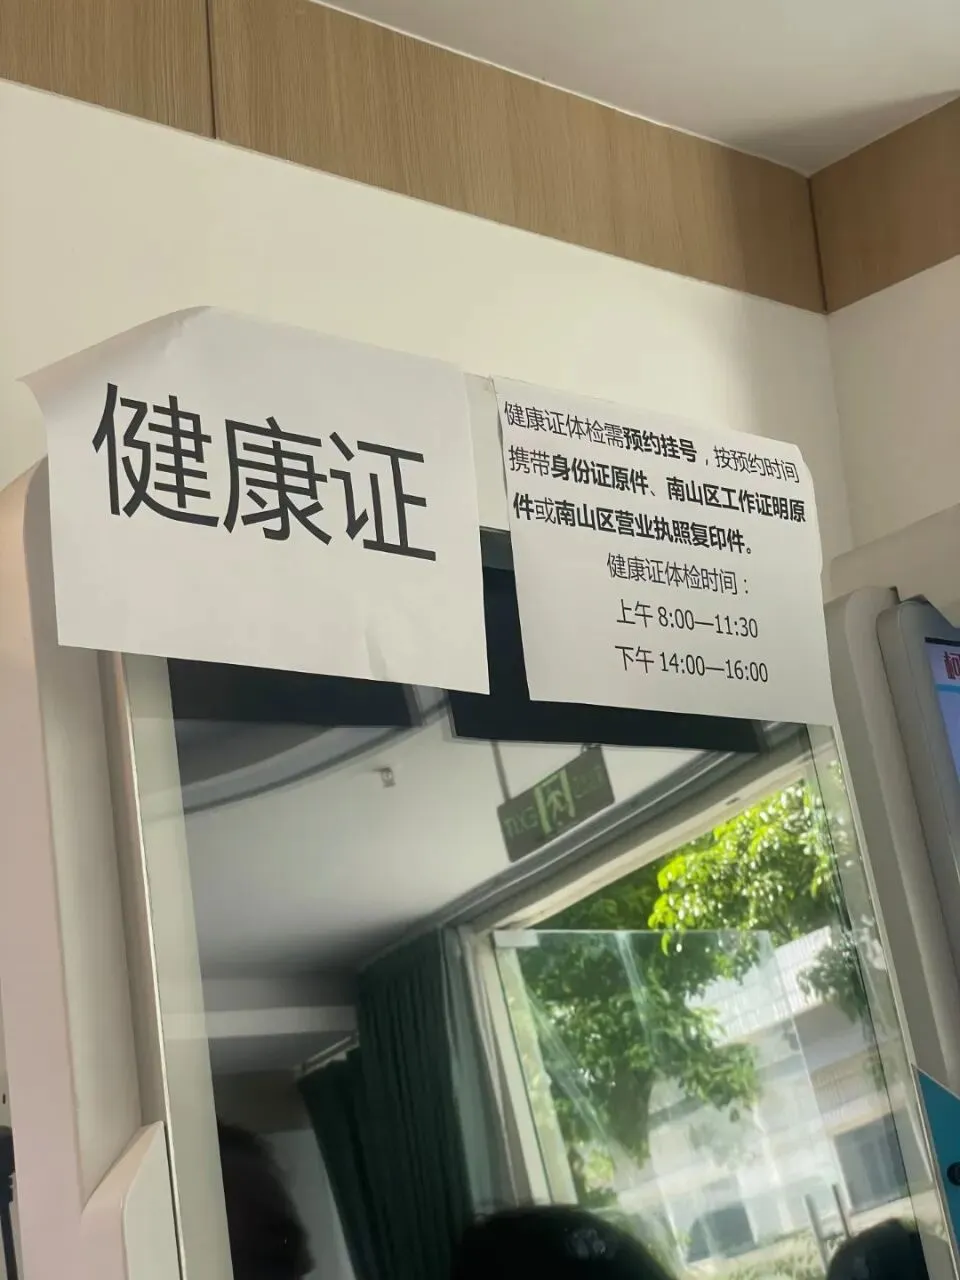 健康证
健康证体检需预约挂号，按预约时间
携带身份证原件、南山区工作证明原
件或南山区营业执照复印件。
健康证体检时间：
上午 8:00—11:30
下午 14:00—16:00
EXIT